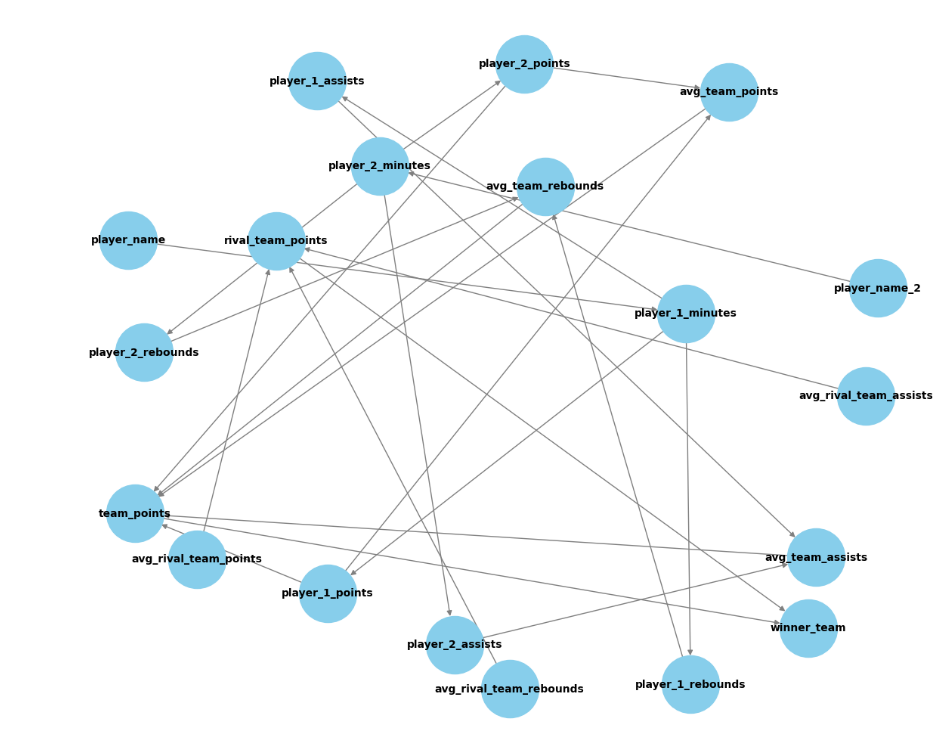 player_2_points
player_1_assists
avg_team_points
player_2_minutes
avg_team_rebounds
player_name
rival_team_points
player_name_2
player_1_minutes
player_2_rebounds
avg_rival_team_assists
team_points
avg_rival_team_points
avg_team_assists
player_1_points
winner_team
player_2_assists
avg_rival_team_rebounds
player_1_rebounds